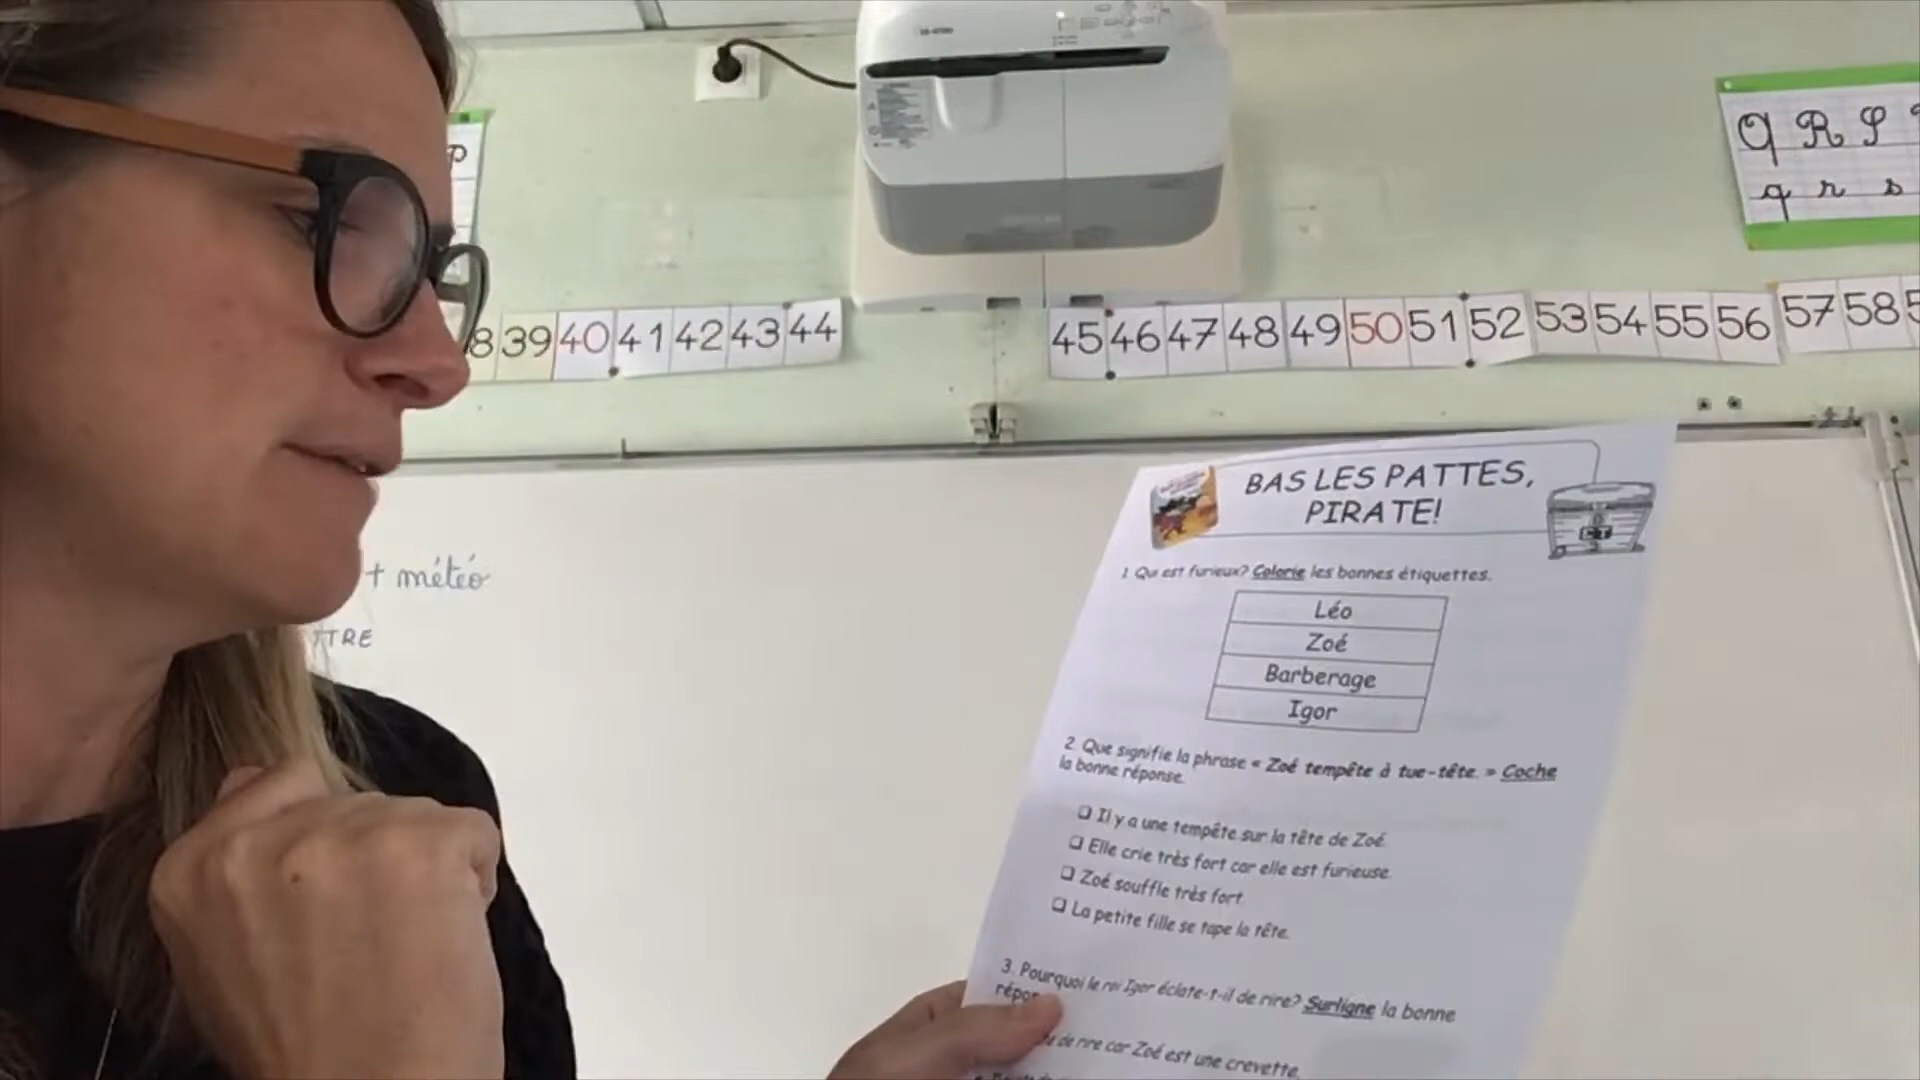 Q R S
q r s
39 40 41 42 43 44
45 46 47 48 49 50 51 52 53 54 55 56 57 58
+ météo
TRE
BAS LES PATTES,
PIRATE!
1. Qui est furieux? Colorie les bonnes étiquettes.
Léo
Zoé
Barberage
Igor
2. Que signifie la phrase « Zoé tempête à tue-tête. » Coche
la bonne réponse.
❑ Il y a une tempête sur la tête de Zoé.
❑ Elle crie très fort car elle est furieuse.
❑ Zoé souffle très fort.
❑ La petite fille se tape la tête.
3. Pourquoi le roi Igor éclate-t-il de rire? Surligne la bonne
répon
de rire car Zoé est une crevette.